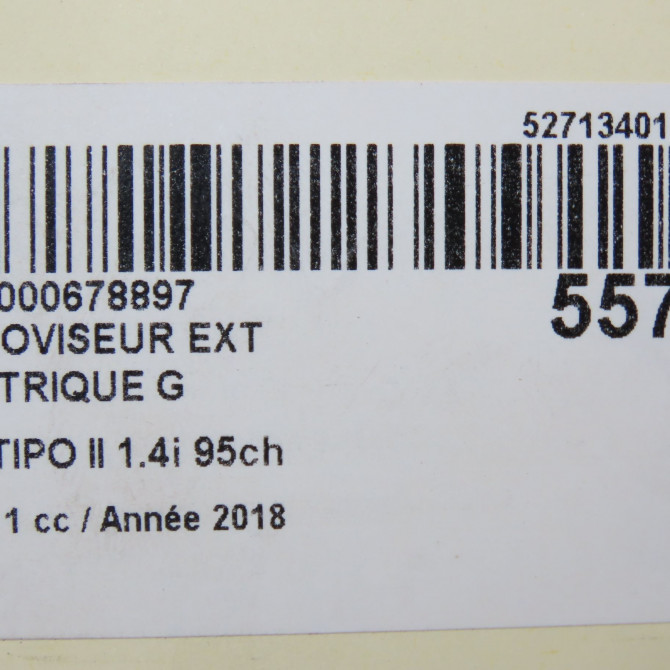 52713401
000678897
557
OVISEUR EXT
TRIQUE G
TIPO II 1.4i 95ch
1 cc / Année 2018